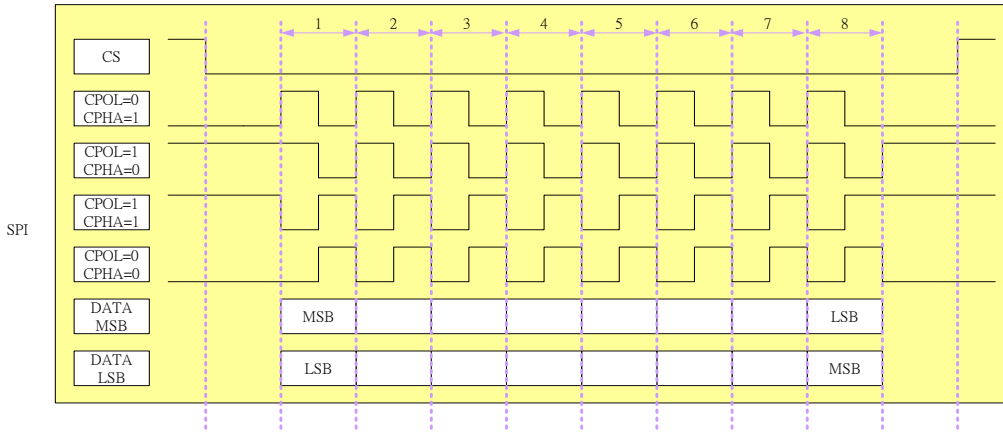 1 2 3 4 5 6 7 8
CS
CPOL=0
CPHA=1
CPOL=1
CPHA=0
CPOL=1
CPHA=1
SPI
CPOL=0
CPHA=0
DATA
MSB
MSB LSB
DATA
LSB
LSB MSB